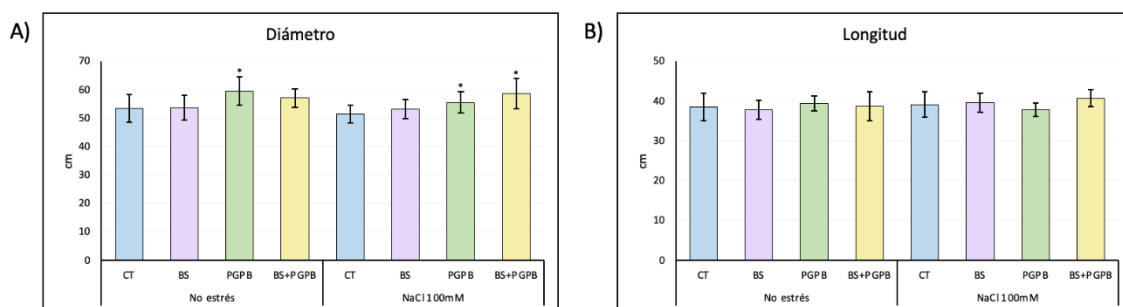 A)
Diámetro
70
60
50
40
30
20
10
0
cm
*
*
*
CT BS PGPB BS+PGPB CT BS PGPB BS+PGPB
No estrés NaCl 100mM
B)
Longitud
50
40
30
20
10
0
cm
CT BS PGPB BS+PGPB CT BS PGPB BS+PGPB
No estrés NaCl 100mM